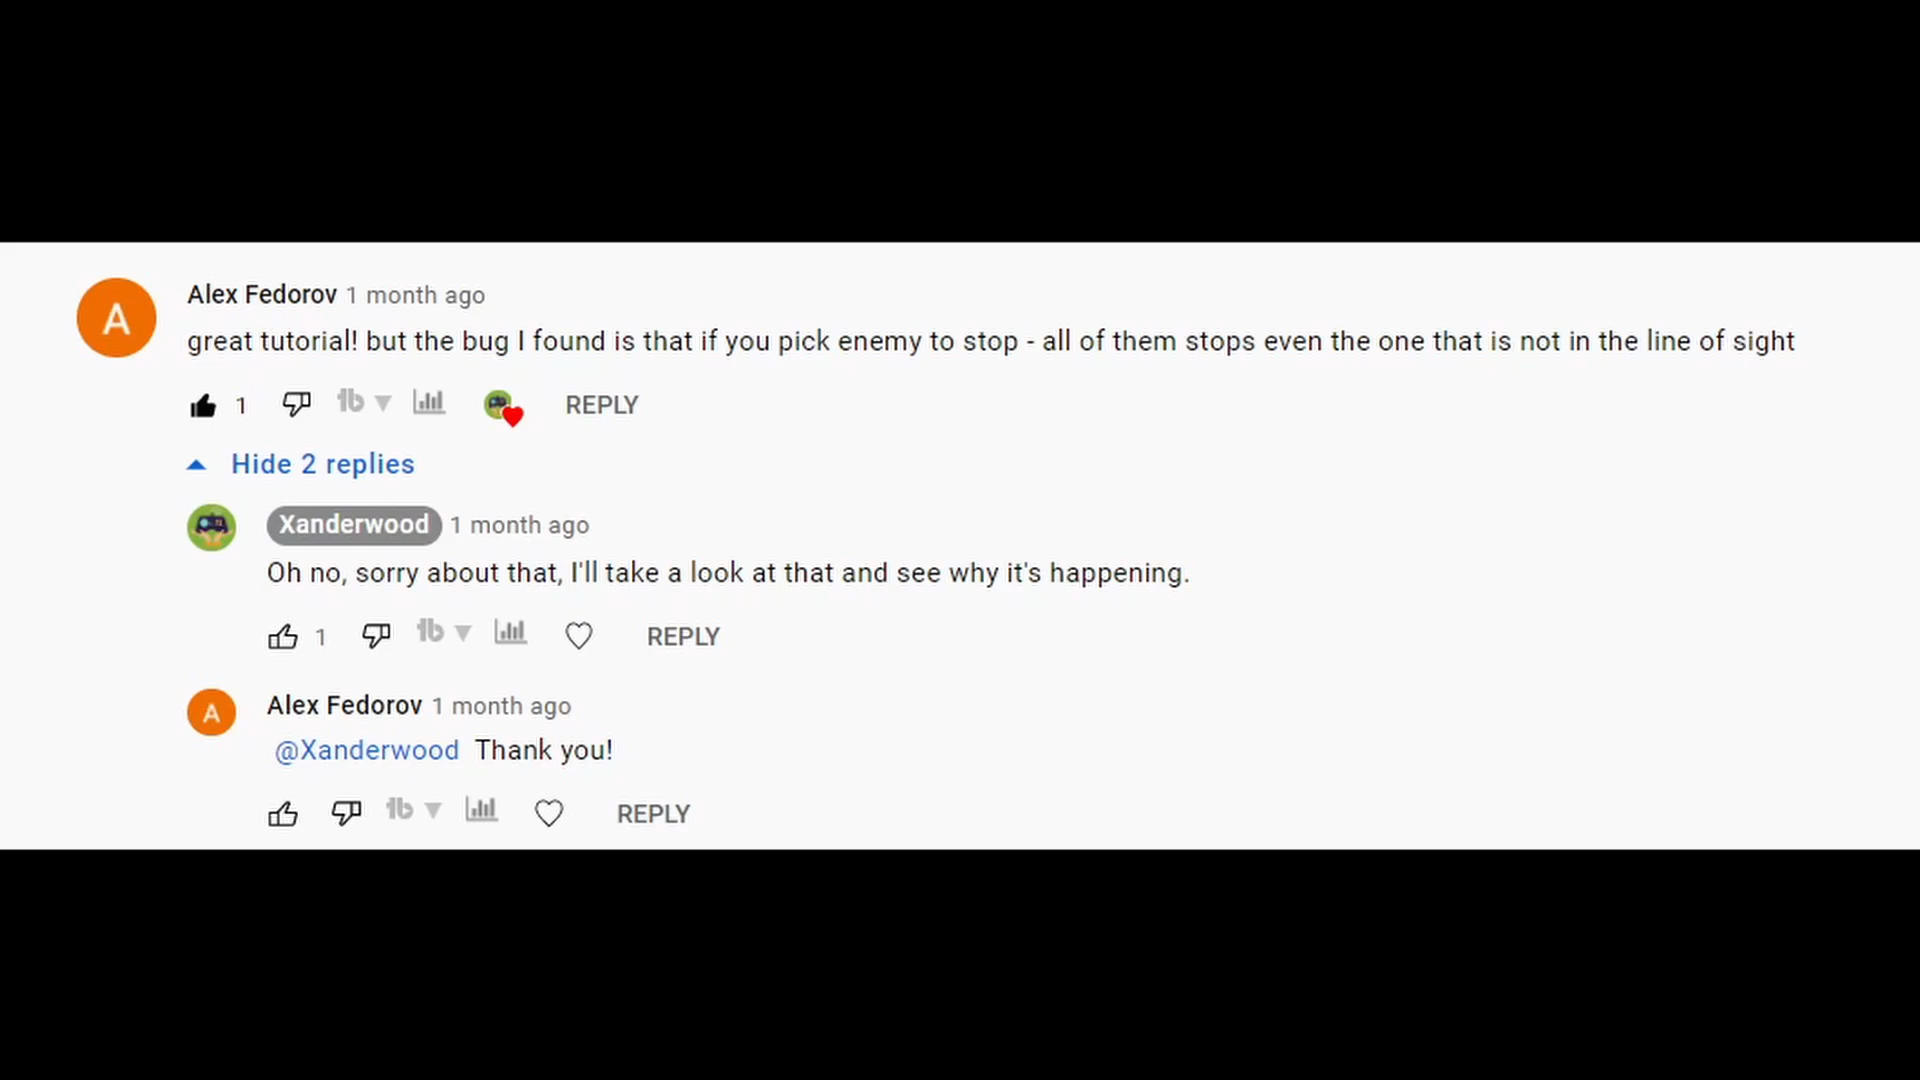 A
Alex Fedorov 1 month ago
great tutorial! but the bug I found is that if you pick enemy to stop - all of them stops even the one that is not in the line of sight
1 tb REPLY
Hide 2 replies
Xanderwood 1 month ago
Oh no, sorry about that, I'll take a look at that and see why it's happening.
1 tb REPLY
A
Alex Fedorov 1 month ago
@Xanderwood Thank you!
tb REPLY